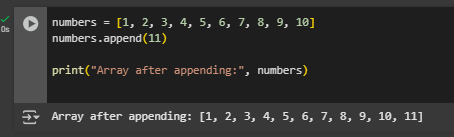 numbers = [1, 2, 3, 4, 5, 6, 7, 8, 9, 10]
numbers.append(11)
print("Array after appending:", numbers)
0s
Array after appending: [1, 2, 3, 4, 5, 6, 7, 8, 9, 10, 11]